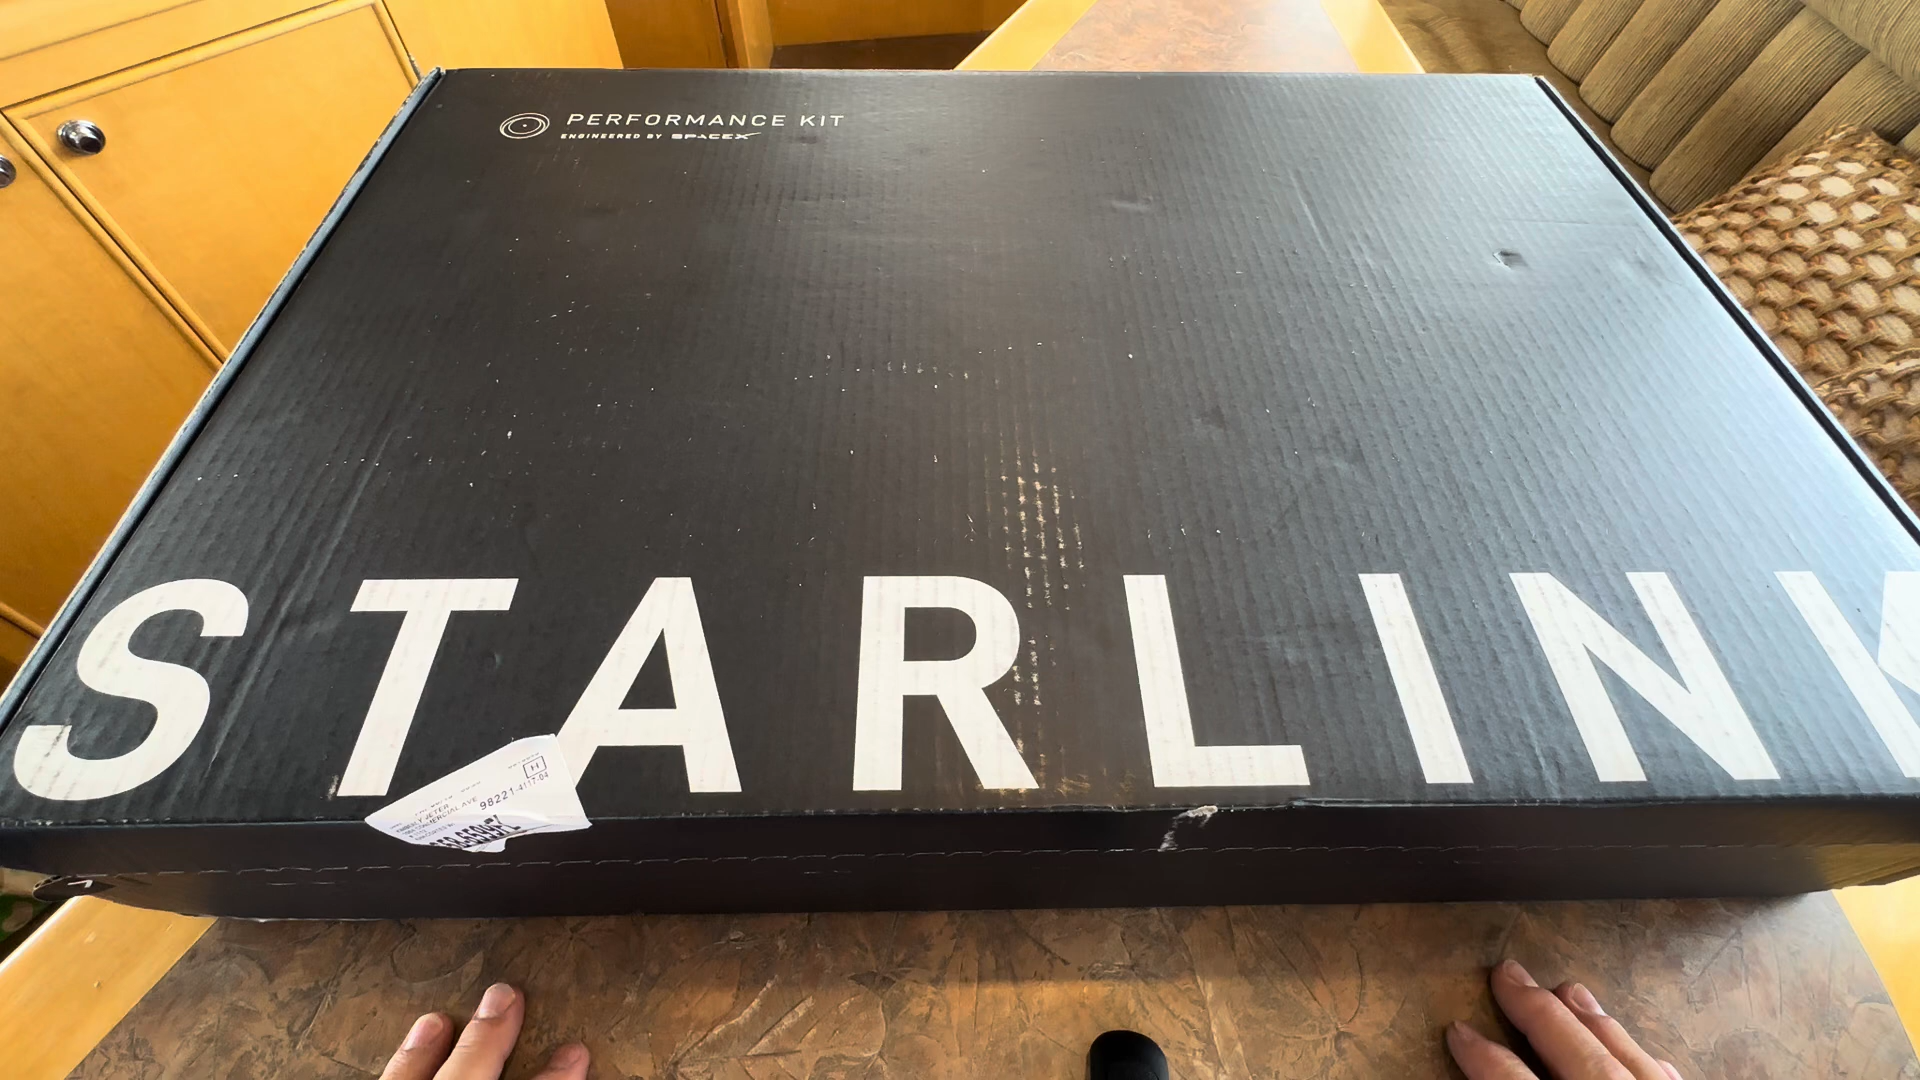 PERFORMANCE KIT
ENGINEERED BY SPACEX
STARLINK
H
98221-4117-04